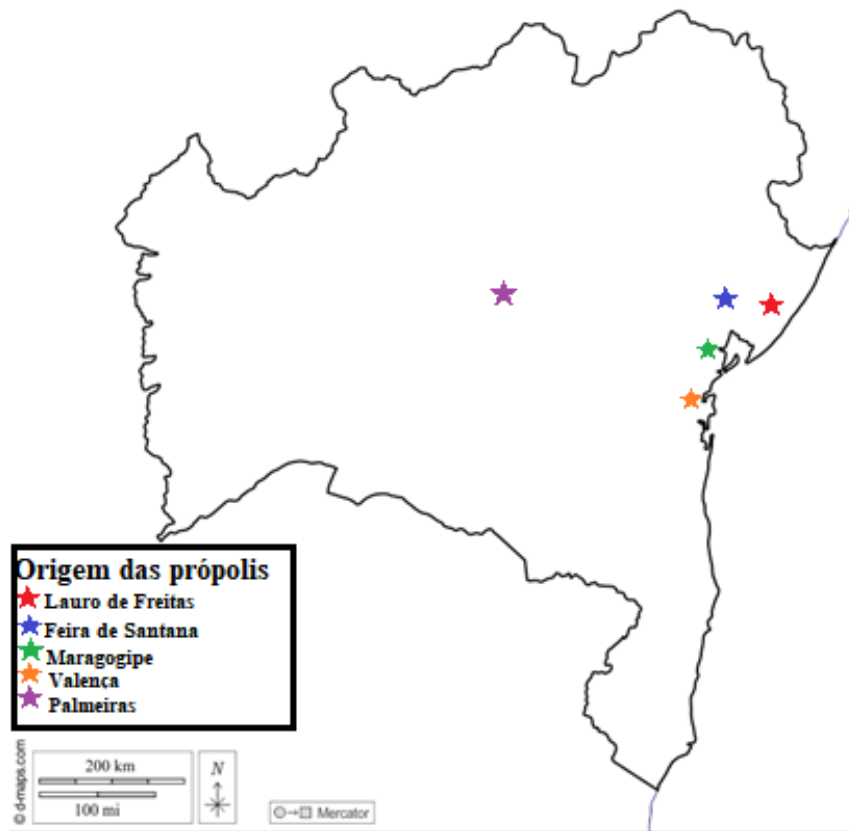 Origem das própolis
Lauro de Freitas
Feira de Santana
Maragogipe
Valença
Palmeiras
© d-maps.com
200 km
100 mi
N
Mercator